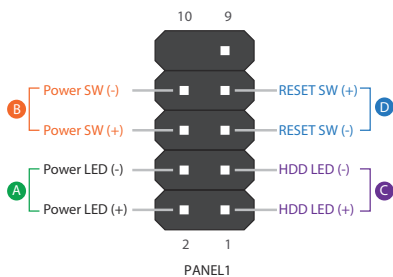 10 9
Power SW (-) RESET SW (+)
B D
Power SW (+) RESET SW (-)
Power LED (-) HDD LED (-)
A C
Power LED (+) HDD LED (+)
2 1
PANEL1